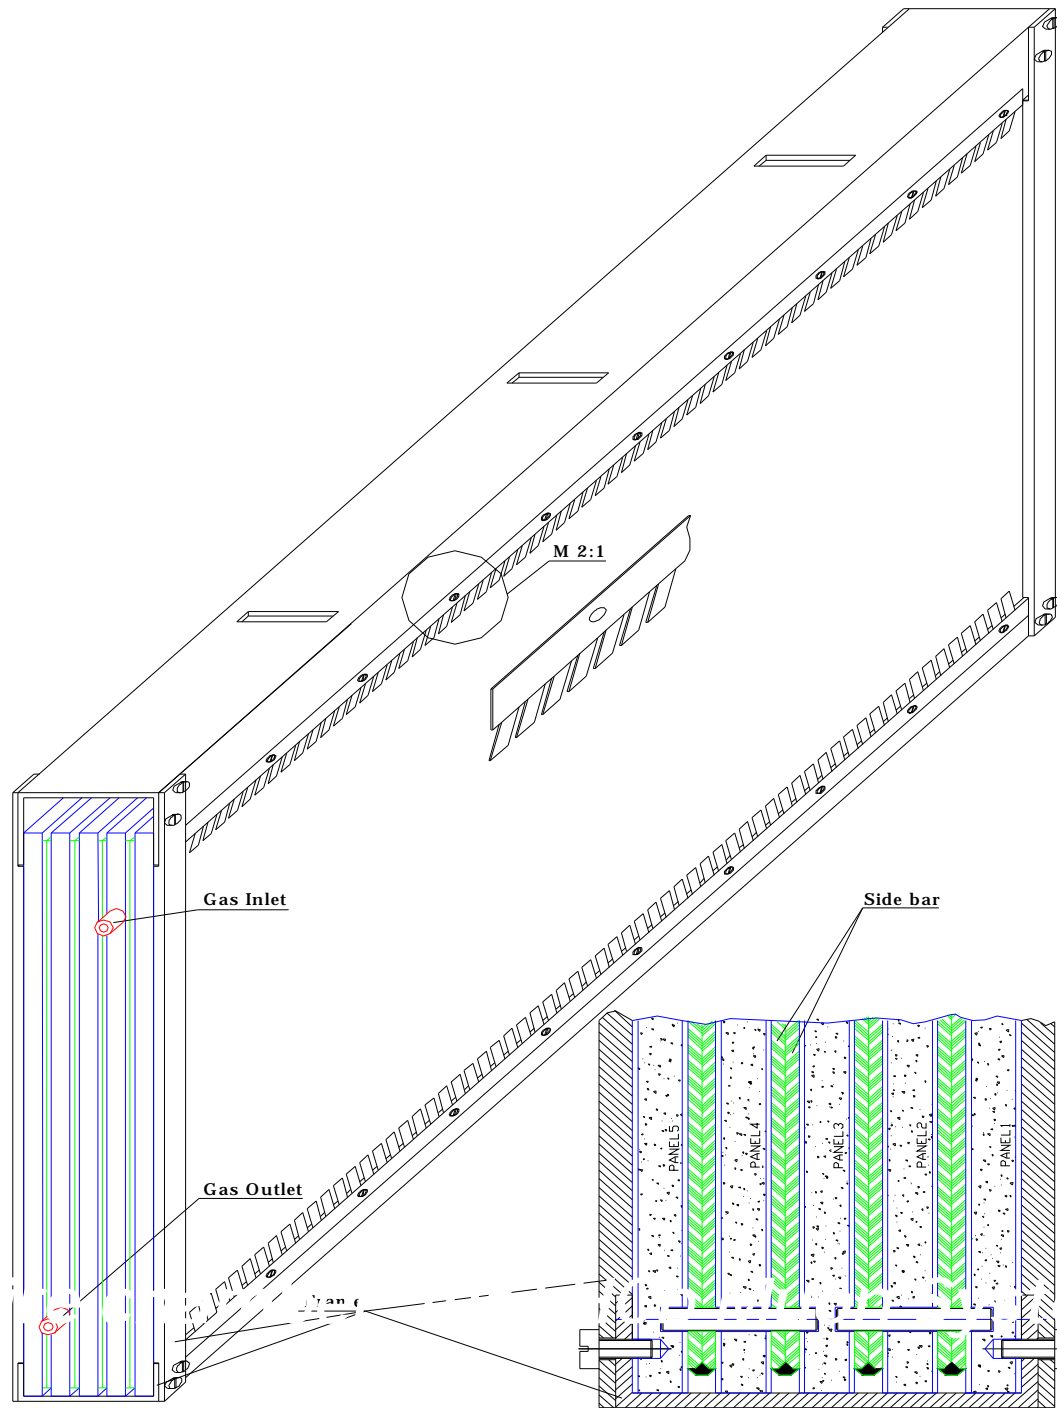 M 2:1
Gas Inlet
Side bar
PANEL5
PANEL4
PANEL3
PANEL2
PANEL1
Gas Outlet